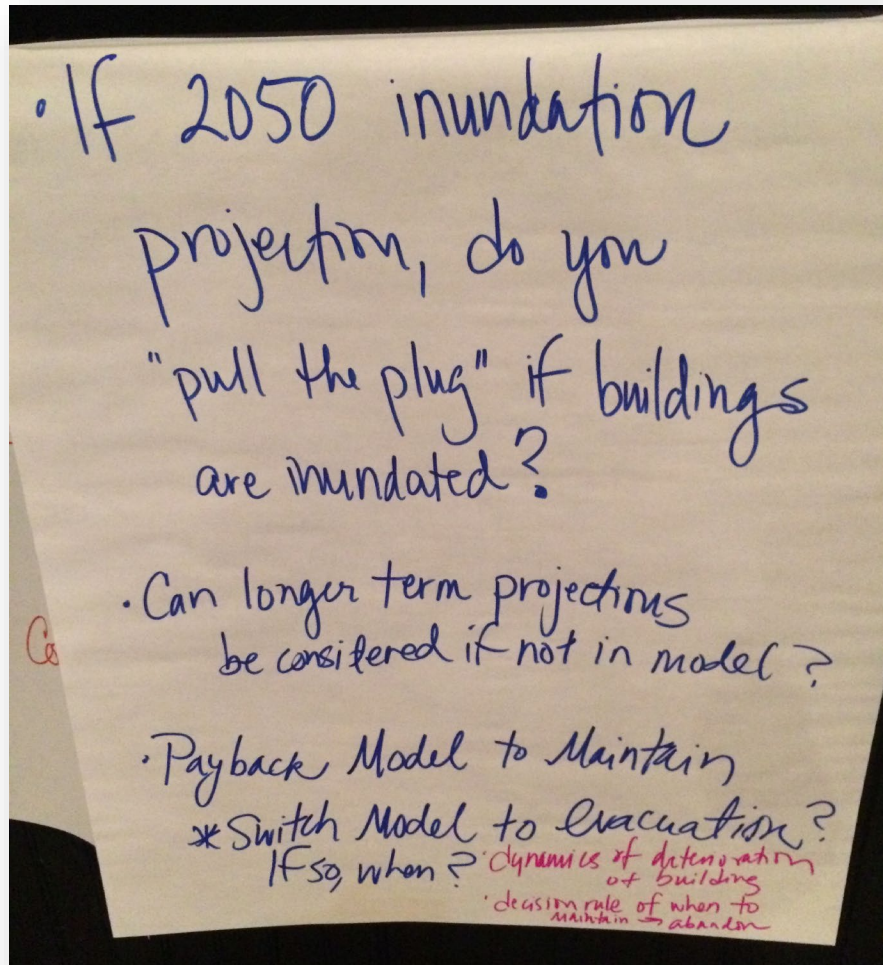 • If 2050 inundation
projection, do you
"pull the plug" if buildings
are inundated?
• Can longer term projections
be considered if not in model?
• Payback Model to Maintain
* Switch Model to evacuation?
If so, when?
• dynamics of deterioration
of building
• decision rule of when to
maintain → abandon
Co